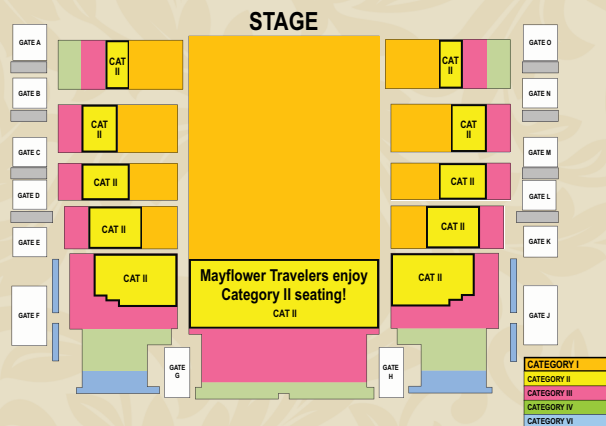 STAGE
GATE A
GATE O
CAT
II
CAT
II
GATE B
GATE N
CAT
II
CAT
II
GATE C
GATE M
CAT II
CAT II
GATE D
GATE L
CAT II
CAT II
GATE E
GATE K
CAT II
Mayflower Travelers enjoy
Category II seating!
CAT II
CAT II
GATE F
GATE J
GATE
G
GATE
H
CATEGORY I
CATEGORY II
CATEGORY III
CATEGORY IV
CATEGORY VI